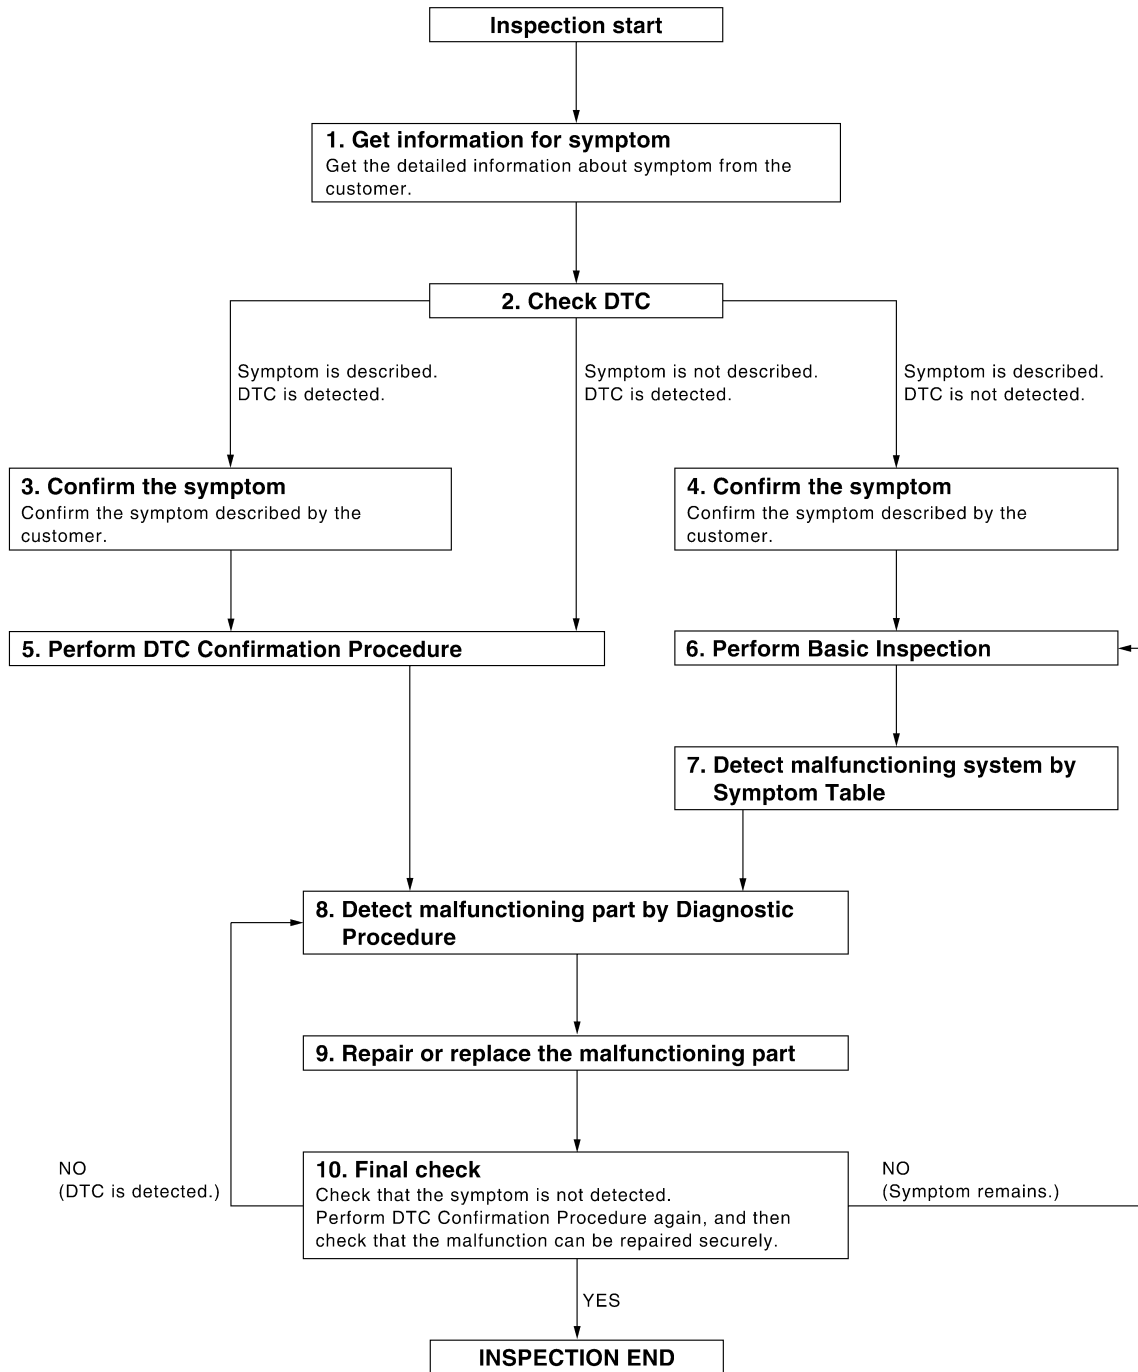 Inspection start
1. Get information for symptom
Get the detailed information about symptom from the
customer.
2. Check DTC
Symptom is described.
DTC is detected.
Symptom is not described.
DTC is detected.
Symptom is described.
DTC is not detected.
3. Confirm the symptom
Confirm the symptom described by the
customer.
4. Confirm the symptom
Confirm the symptom described by the
customer.
5. Perform DTC Confirmation Procedure
6. Perform Basic Inspection
7. Detect malfunctioning system by
Symptom Table
8. Detect malfunctioning part by Diagnostic
Procedure
9. Repair or replace the malfunctioning part
NO
(DTC is detected.)
10. Final check
Check that the symptom is not detected.
Perform DTC Confirmation Procedure again, and then
check that the malfunction can be repaired securely.
NO
(Symptom remains.)
YES
INSPECTION END